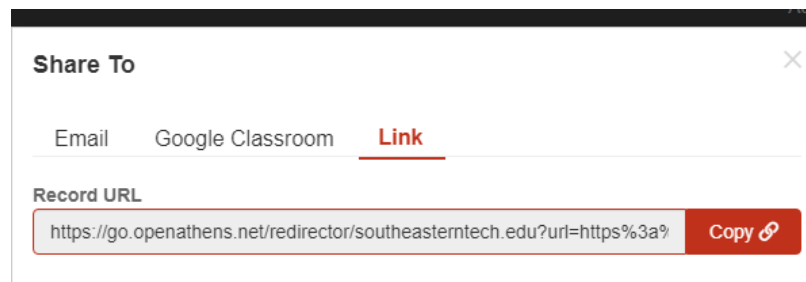 Share To
Email Google Classroom Link
Record URL
https://go.openathens.net/redirector/southeasterntech.edu?url=https%3a% Copy